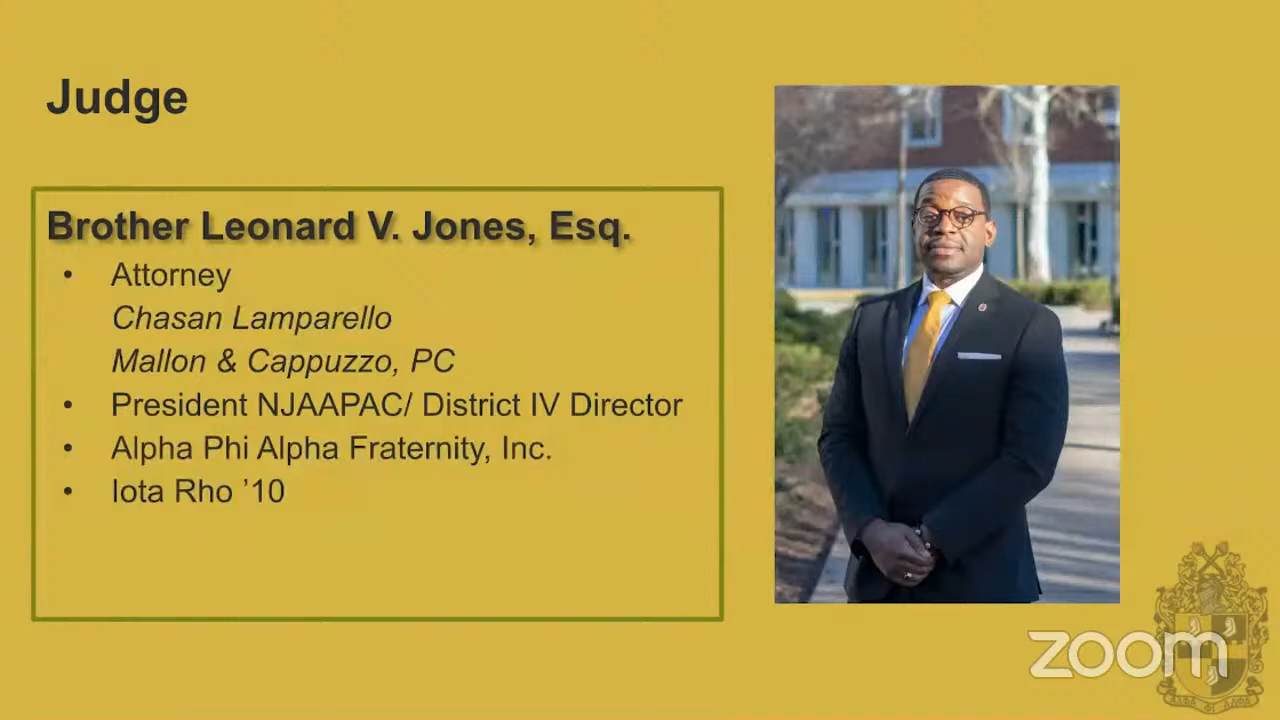 Judge
Brother Leonard V. Jones, Esq.
• Attorney
Chasan Lamparello
Mallon & Cappuzzo, PC
• President NJAAPAC/ District IV Director
• Alpha Phi Alpha Fraternity, Inc.
• Iota Rho ’10
zoom